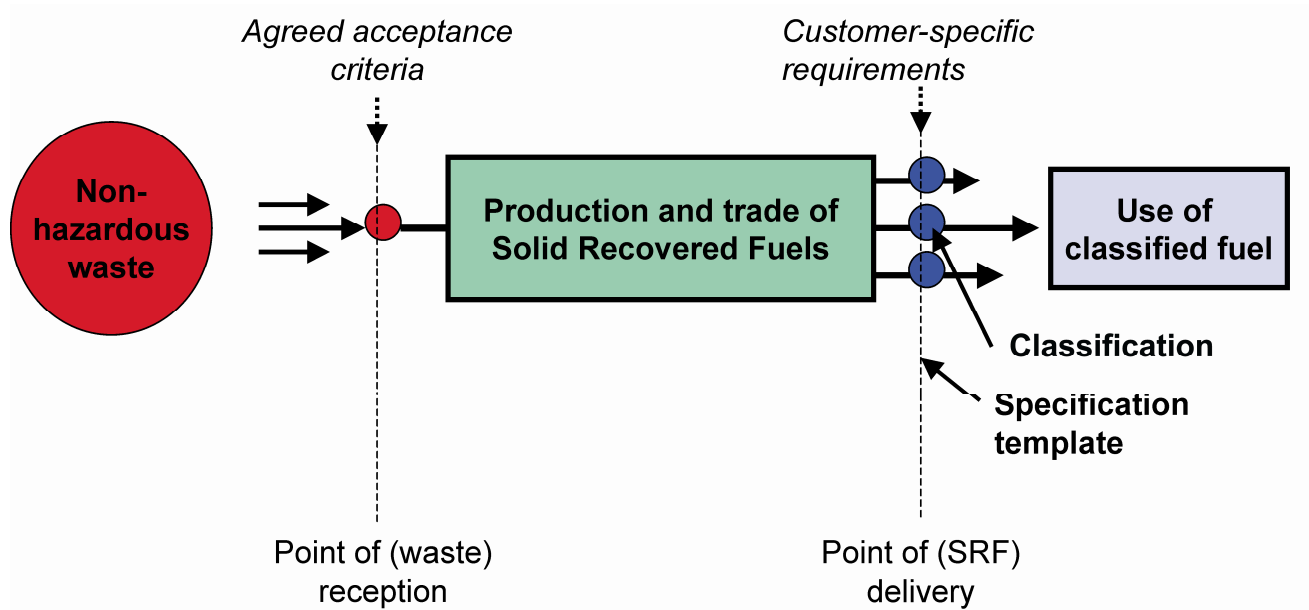 Agreed acceptance
criteria
Customer-specific
requirements
Non-
hazardous
waste
Production and trade of
Solid Recovered Fuels
Use of
classified fuel
Classification
Specification
template
Point of (waste)
reception
Point of (SRF)
delivery